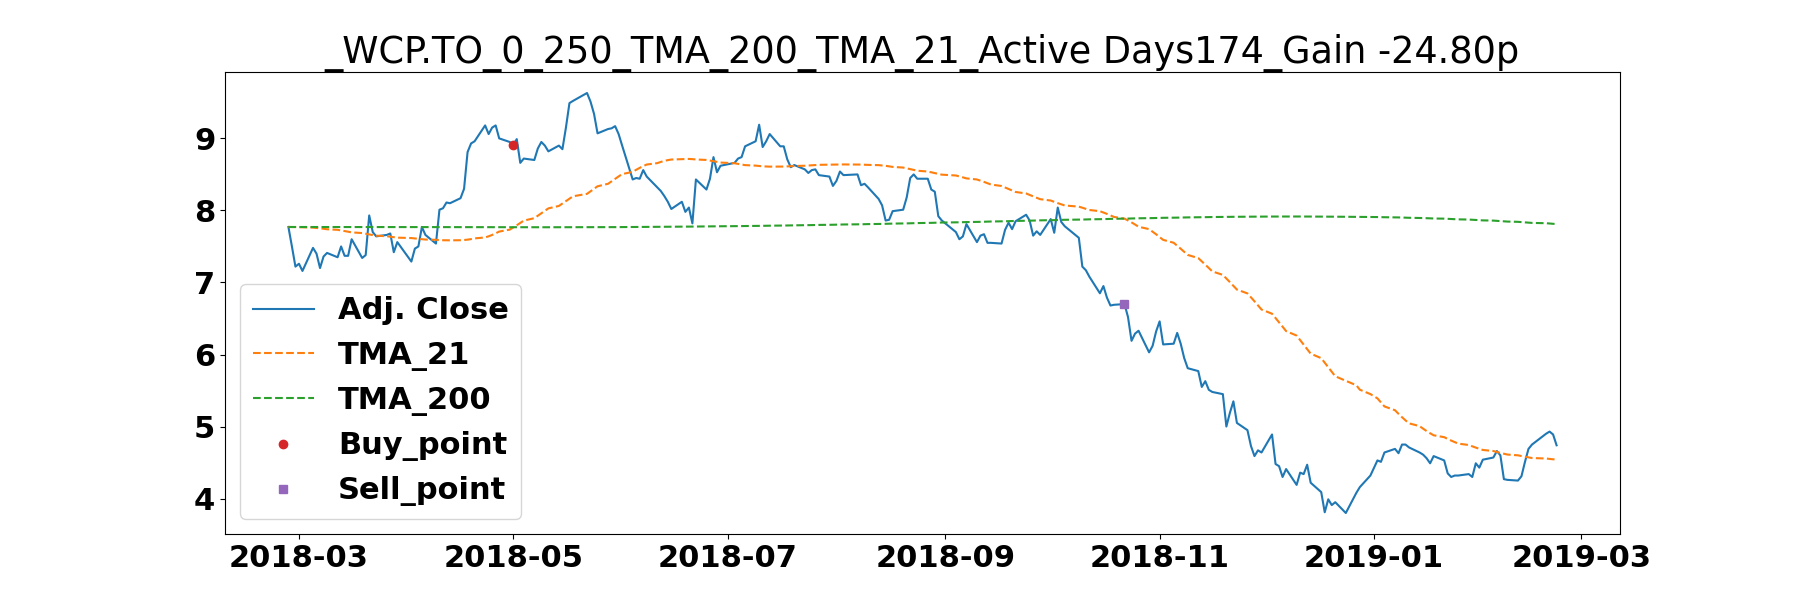 _WCP.TO_0_250_TMA_200_TMA_21_Active Days174_Gain -24.80p
9
8
7
6
5
4
Adj. Close
TMA_21
TMA_200
Buy_point
Sell_point
2018-03 2018-05 2018-07 2018-09 2018-11 2019-01 2019-03